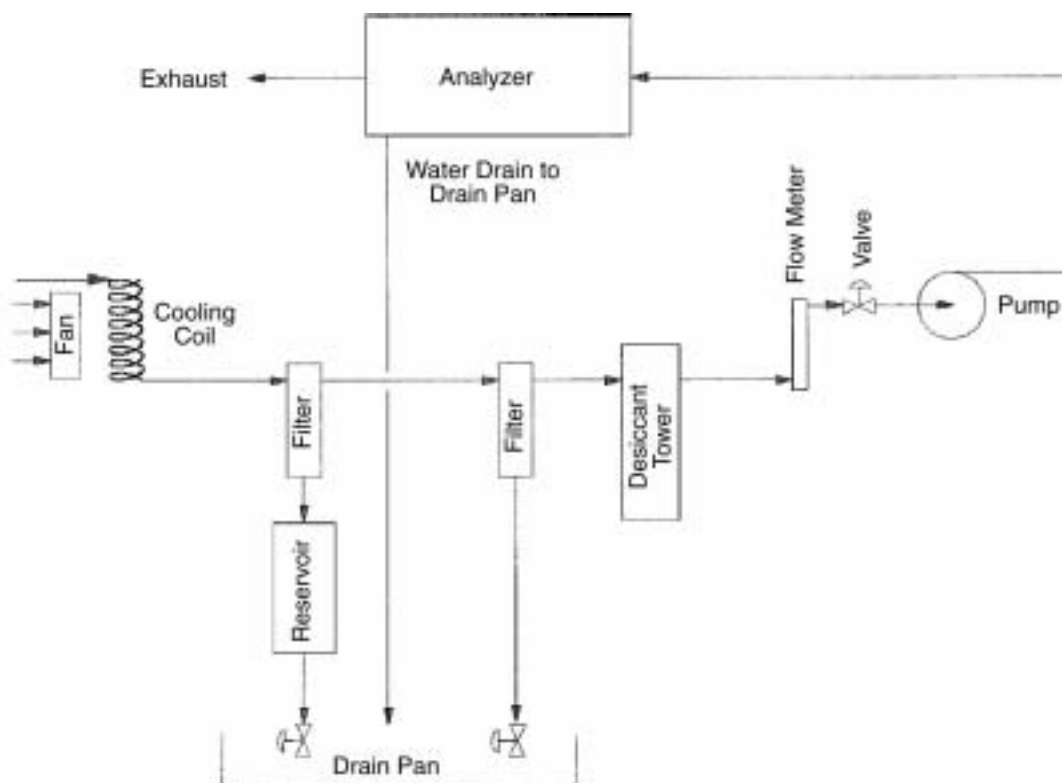 Exhaust
Analyzer
Water Drain to
Drain Pan
Flow Meter
Valve
Fan
Cooling
Coil
Pump
Filter
Filter
Desiccant
Tower
Reservoir
Drain Pan